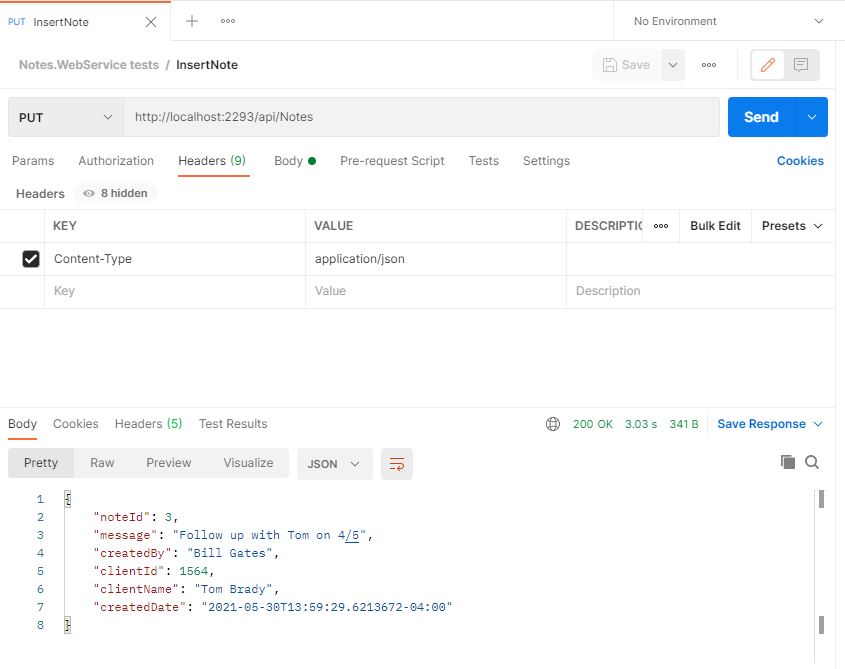 PUT InsertNote No Environment
Notes.WebService tests / InsertNote Save
PUT http://localhost:2293/api/Notes Send
Params Authorization Headers (9) Body Pre-request Script Tests Settings Cookies
Headers 8 hidden
KEY VALUE DESCRIPTIO Bulk Edit Presets
Content-Type application/json
Key Value Description
Body Cookies Headers (5) Test Results 200 OK 3.03 s 341 B Save Response
Pretty Raw Preview Visualize JSON
1 {
2 "noteId": 3,
3 "message": "Follow up with Tom on 4/5",
4 "createdBy": "Bill Gates",
5 "clientId": 1564,
6 "clientName": "Tom Brady",
7 "createdDate": "2021-05-30T13:59:29.6213672-04:00"
8 }